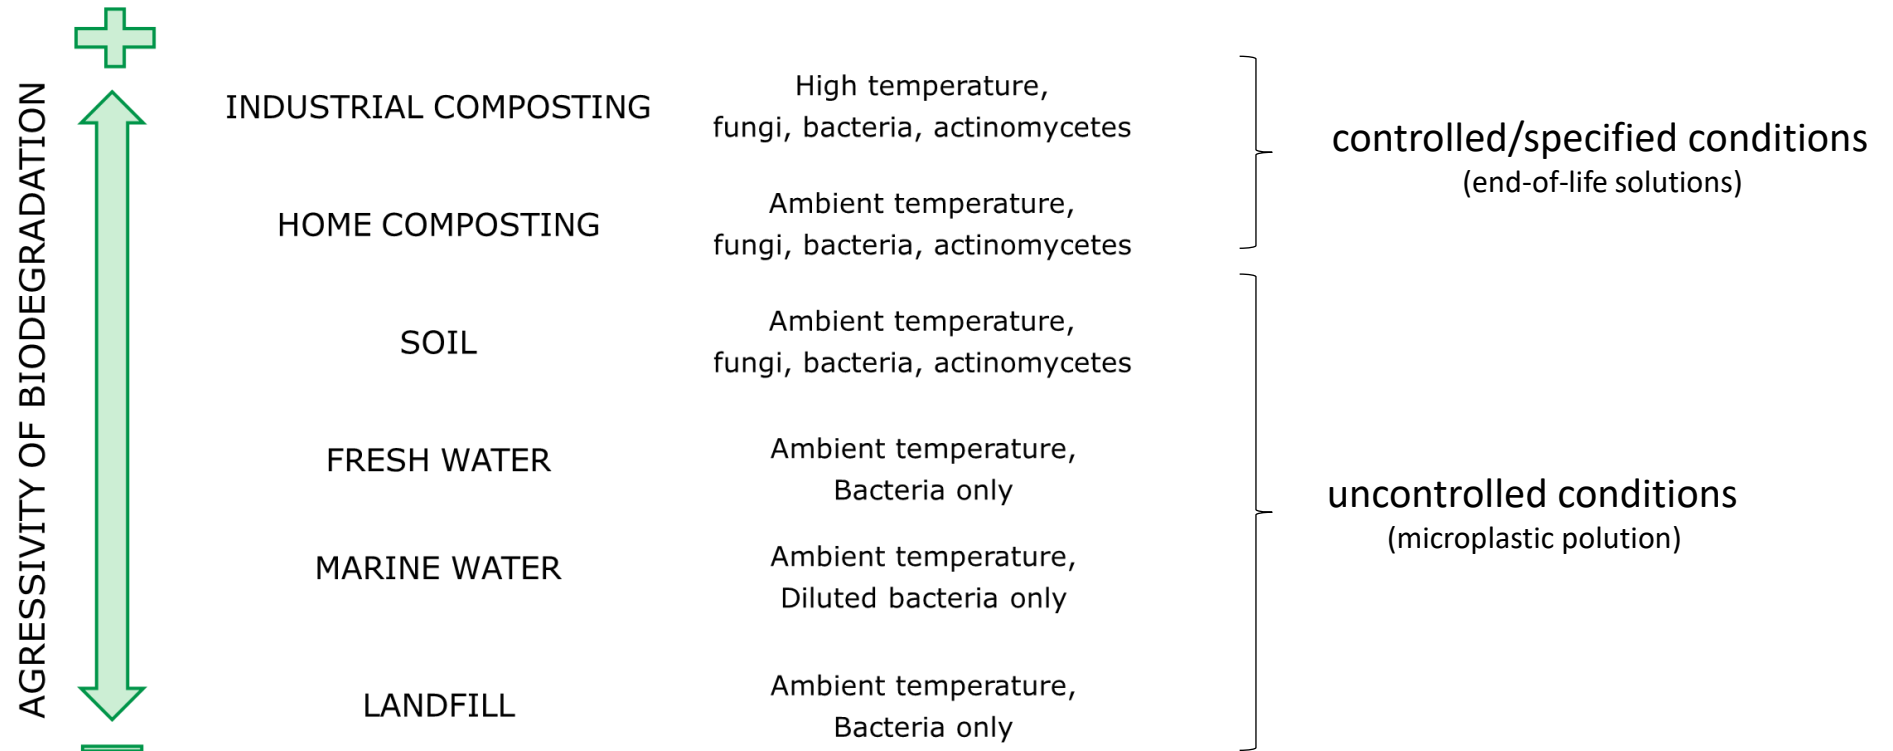 AGRESSIVITY OF BIODEGRADATION
INDUSTRIAL COMPOSTING
High temperature,
fungi, bacteria, actinomycetes
HOME COMPOSTING
Ambient temperature,
fungi, bacteria, actinomycetes
controlled/specified conditions
(end-of-life solutions)
SOIL
Ambient temperature,
fungi, bacteria, actinomycetes
FRESH WATER
Ambient temperature,
Bacteria only
MARINE WATER
Ambient temperature,
Diluted bacteria only
LANDFILL
Ambient temperature,
Bacteria only
uncontrolled conditions
(microplastic polution)